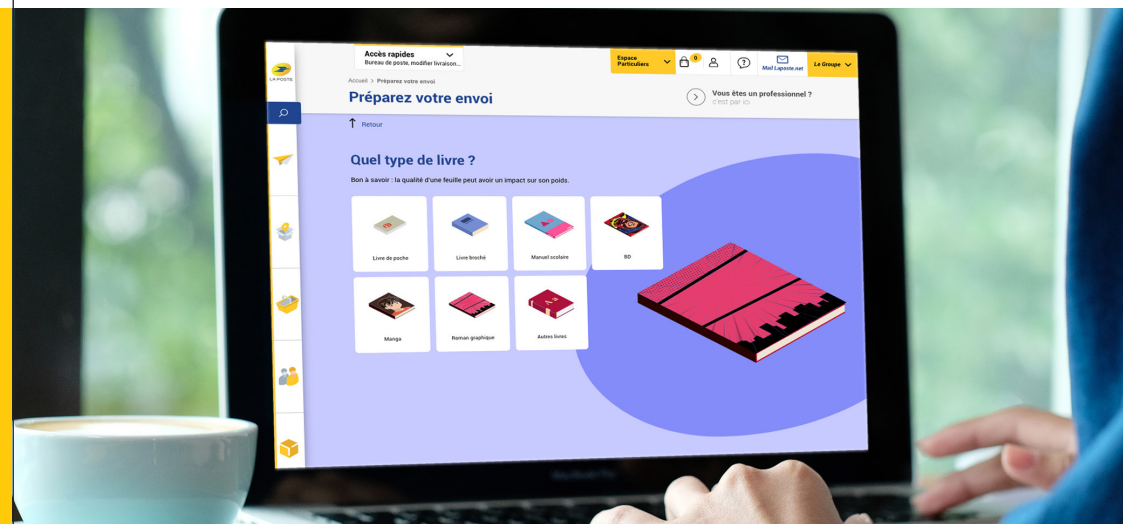 Accès rapides
Bureau de poste, modifier livraison...
Espace
Particuliers
0
?
Mail Laposte.net
Le Groupe
LA POSTE
Accueil > Préparez votre envoi
Préparez votre envoi
Vous êtes un professionnel ?
c'est par ici
Retour
Quel type de livre ?
Bon à savoir : la qualité d'une feuille peut avoir un impact sur son poids.
Livre de poche
Livre broché
Manuel scolaire
BD
Manga
Roman graphique
Autres livres